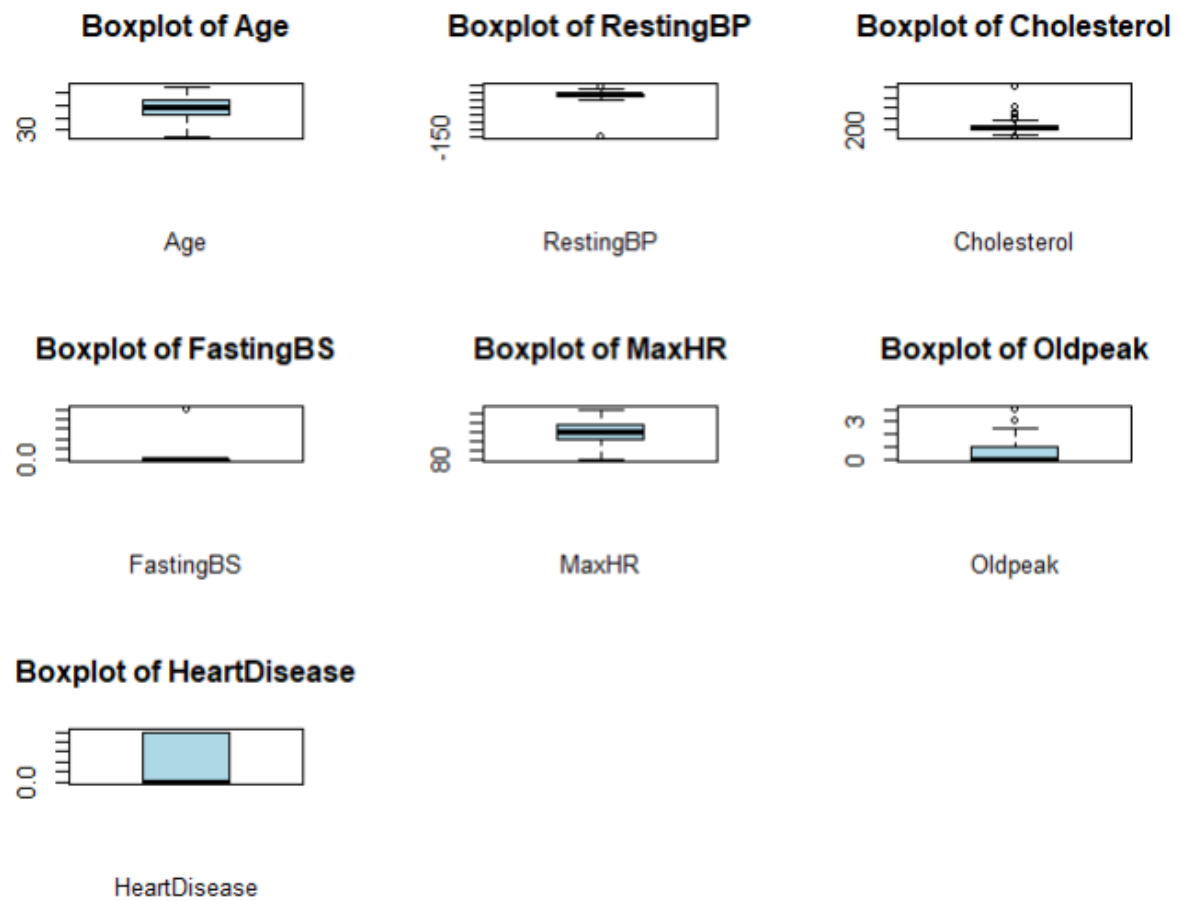 Boxplot of Age
Boxplot of RestingBP
Boxplot of Cholesterol
30
-150
200
Age
RestingBP
Cholesterol
Boxplot of FastingBS
Boxplot of MaxHR
Boxplot of Oldpeak
0.0
80
0
3
FastingBS
MaxHR
Oldpeak
Boxplot of HeartDisease
0.0
HeartDisease